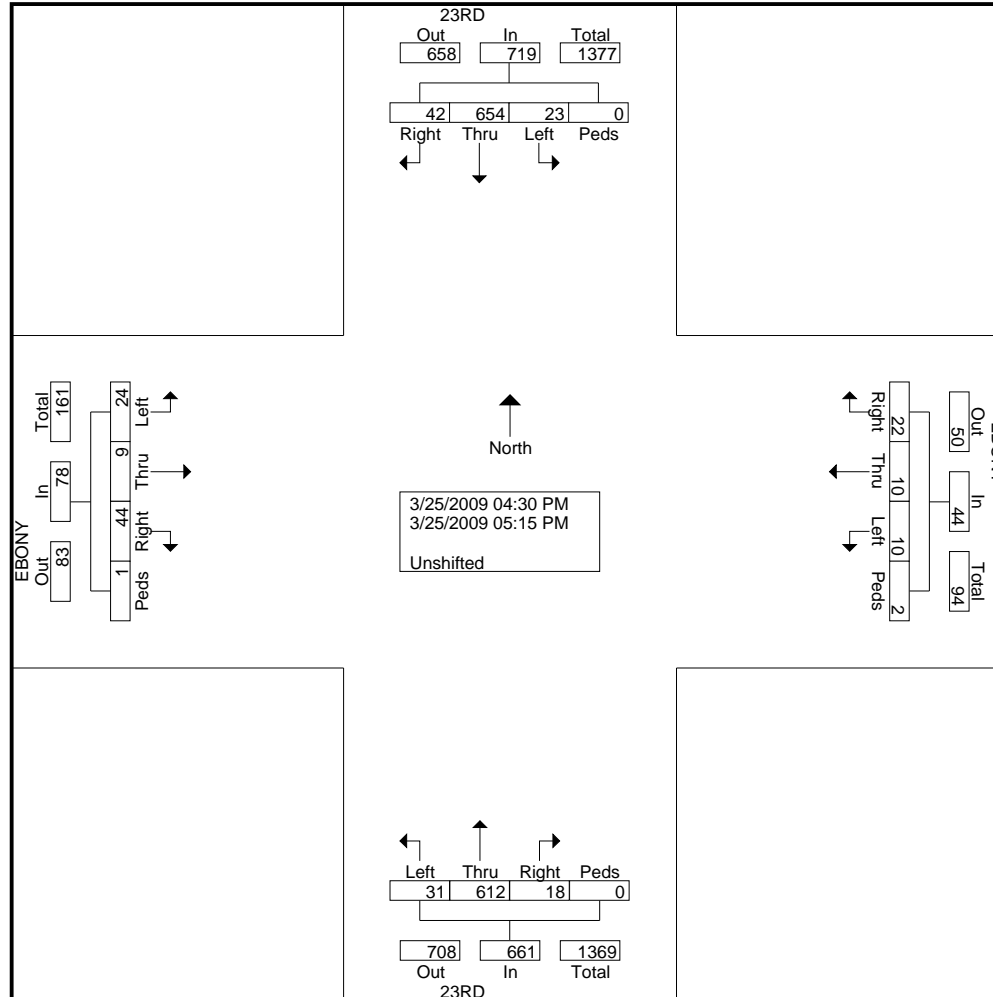 23RD
Out In Total
658 719 1377
42 654 23 0
Right Thru Left Peds
Total 161
In 78
Out 83
EBONY
24 9 44 1
Left Thru Right Peds
North
3/25/2009 04:30 PM
3/25/2009 05:15 PM
Unshifted
Right Thru Left Peds
22 10 10 2
Out In Total
50 44 94
Left Thru Right Peds
31 612 18 0
708 661 1369
Out In Total
23RD